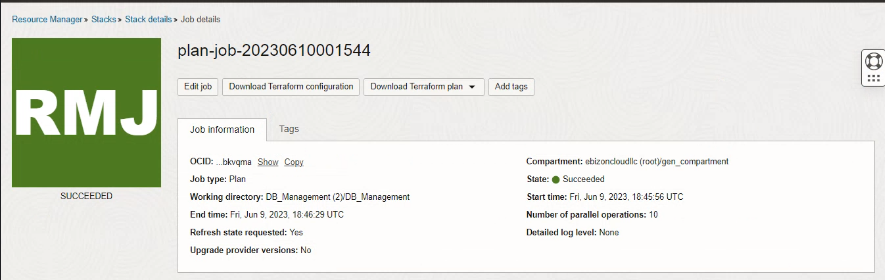 Resource Manager » Stacks » Stack details » Job details
RMJ
SUCCEEDED
plan-job-20230610001544
Edit job Download Terraform configuration Download Terraform plan Add tags
Job information Tags
OCID: ...bkvqma Show Copy
Job type: Plan
Working directory: DB_Management (2)/DB_Management
End time: Fri, Jun 9, 2023, 18:46:29 UTC
Refresh state requested: Yes
Upgrade provider versions: No
Compartment: ebizoncloudllc (root)/gen_compartment
State: Succeeded
Start time: Fri, Jun 9, 2023, 18:45:56 UTC
Number of parallel operations: 10
Detailed log level: None